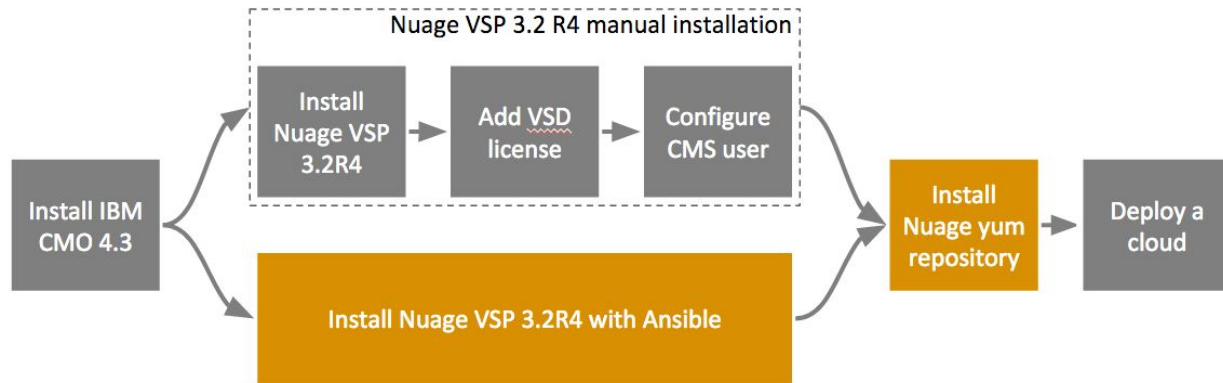 Nuage VSP 3.2 R4 manual installation
Install
Nuage VSP
3.2R4
Add VSD
license
Configure
CMS user
Install IBM
CMO 4.3
Install Nuage VSP 3.2R4 with Ansible
Install
Nuage yum
repository
Deploy a
cloud